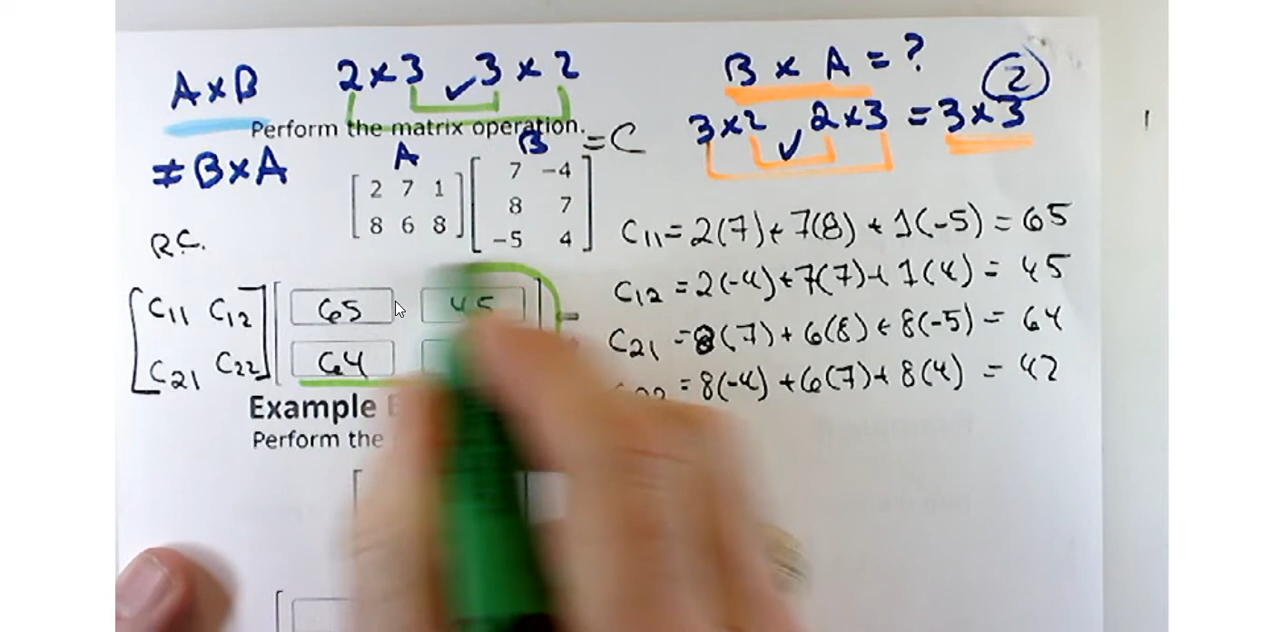 A x B 2 x 3 ✓ 3 x 2 B x A = ?
②
3 x 2 ✓ 2 x 3 = 3 x 3
Perform the matrix operation.
≠ B x A A B = C
[2 7 1] [7 -4]
[8 6 8] [8 7]
[-5 4]
R.C.
C11 = 2(7) + 7(8) + 1(-5) = 65
C12 = 2(-4) + 7(7) + 1(4) = 45
C21 = 8(7) + 6(8) + 8(-5) = 64
= 8(-4) + 6(7) + 8(4) = 42
[C11 C12] [65 45]
[C21 C22] [64
Example
Perform the